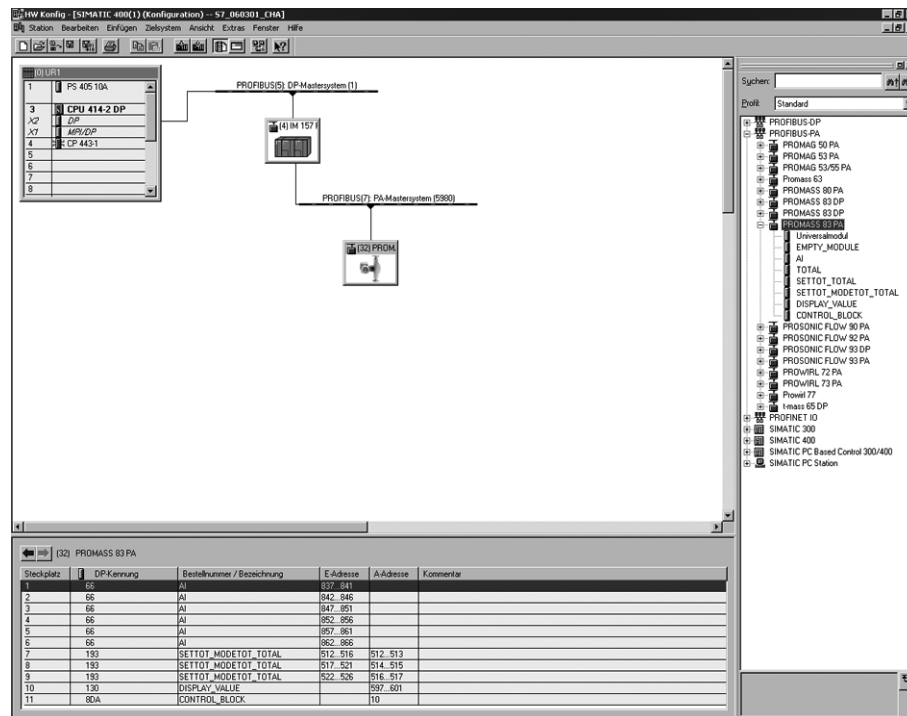 HW Konfig - [SIMATIC 400(1) (Konfiguration) -- S7_060301_CHA]
Station Bearbeiten Einfügen Zielsystem Ansicht Extras Fenster Hilfe
(0) UR1
1 PS 405 10A
3 CPU 414-2 DP
X2 DP
X1 MPI/DP
4 CP 443-1
5
6
7
8
PROFIBUS(5): DP-Mastersystem (1)
(4) IM 157
PROFIBUS(7): PA-Mastersystem (5980)
(32) PROM
Suchen:
Profil: Standard
PROFIBUS-DP
PROFIBUS-PA
PROMAG 50 PA
PROMAG 53 PA
PROMAG 53/55 PA
Promass 63
PROMASS 80 PA
PROMASS 83 DP
PROMASS 83 DP
PROMASS 83 PA
Universalmodul
EMPTY_MODULE
AI
TOTAL
SETTOT_TOTAL
SETTOT_MODETOT_TOTAL
DISPLAY_VALUE
CONTROL_BLOCK
PROSONIC FLOW 90 PA
PROSONIC FLOW 92 PA
PROSONIC FLOW 93 DP
PROSONIC FLOW 93 PA
PROWIRL 72 PA
PROWIRL 73 PA
Prowirl 77
t-mass 65 DP
PROFINET IO
SIMATIC 300
SIMATIC 400
SIMATIC PC Based Control 300/400
SIMATIC PC Station
(32) PROMASS 83 PA
Steckplatz DP-Kennung Bestellnummer / Bezeichnung E-Adresse A-Adresse Kommentar
1 66 AI 837...841
2 66 AI 842...846
3 66 AI 847...851
4 66 AI 852...856
5 66 AI 857...861
6 66 AI 862...866
7 193 SETTOT_MODETOT_TOTAL 512...516 512...513
8 193 SETTOT_MODETOT_TOTAL 517...521 514...515
9 193 SETTOT_MODETOT_TOTAL 522...526 516...517
10 130 DISPLAY_VALUE 597...601
11 8DA CONTROL_BLOCK 10